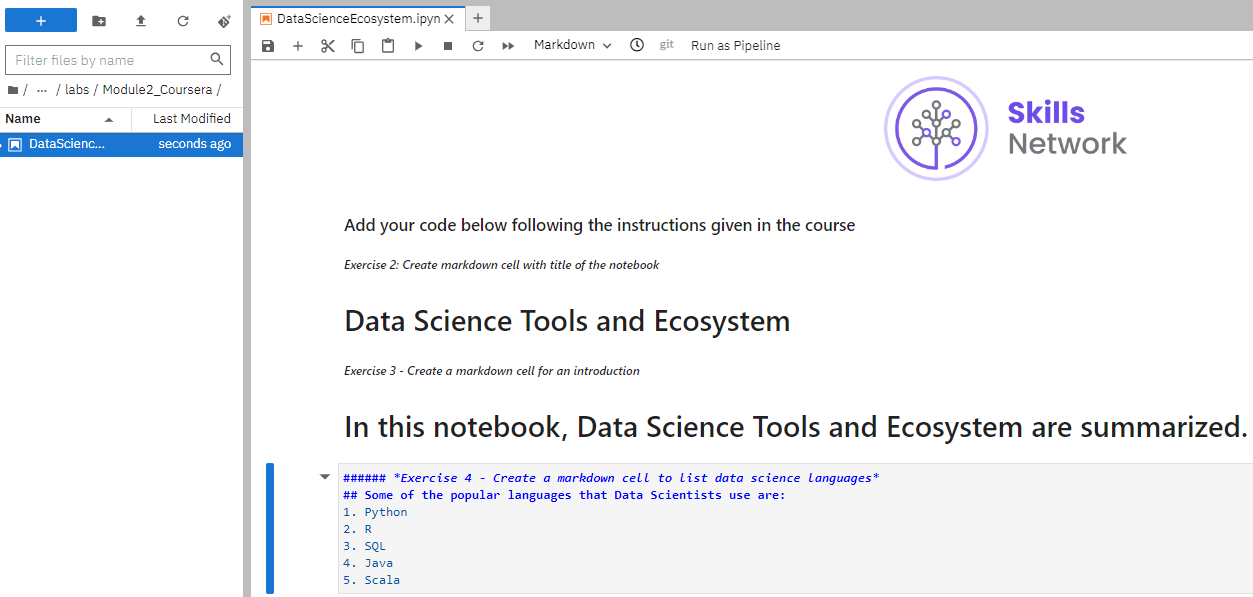 +
Filter files by name
/ ... / labs / Module2_Coursera /
Name Last Modified
DataScienc... seconds ago
DataScienceEcosystem.ipyn
+
Markdown
git
Run as Pipeline
Skills
Network
Add your code below following the instructions given in the course
Exercise 2: Create markdown cell with title of the notebook
Data Science Tools and Ecosystem
Exercise 3 - Create a markdown cell for an introduction
In this notebook, Data Science Tools and Ecosystem are summarized.
###### *Exercise 4 - Create a markdown cell to list data science languages*
## Some of the popular languages that Data Scientists use are:
1. Python
2. R
3. SQL
4. Java
5. Scala